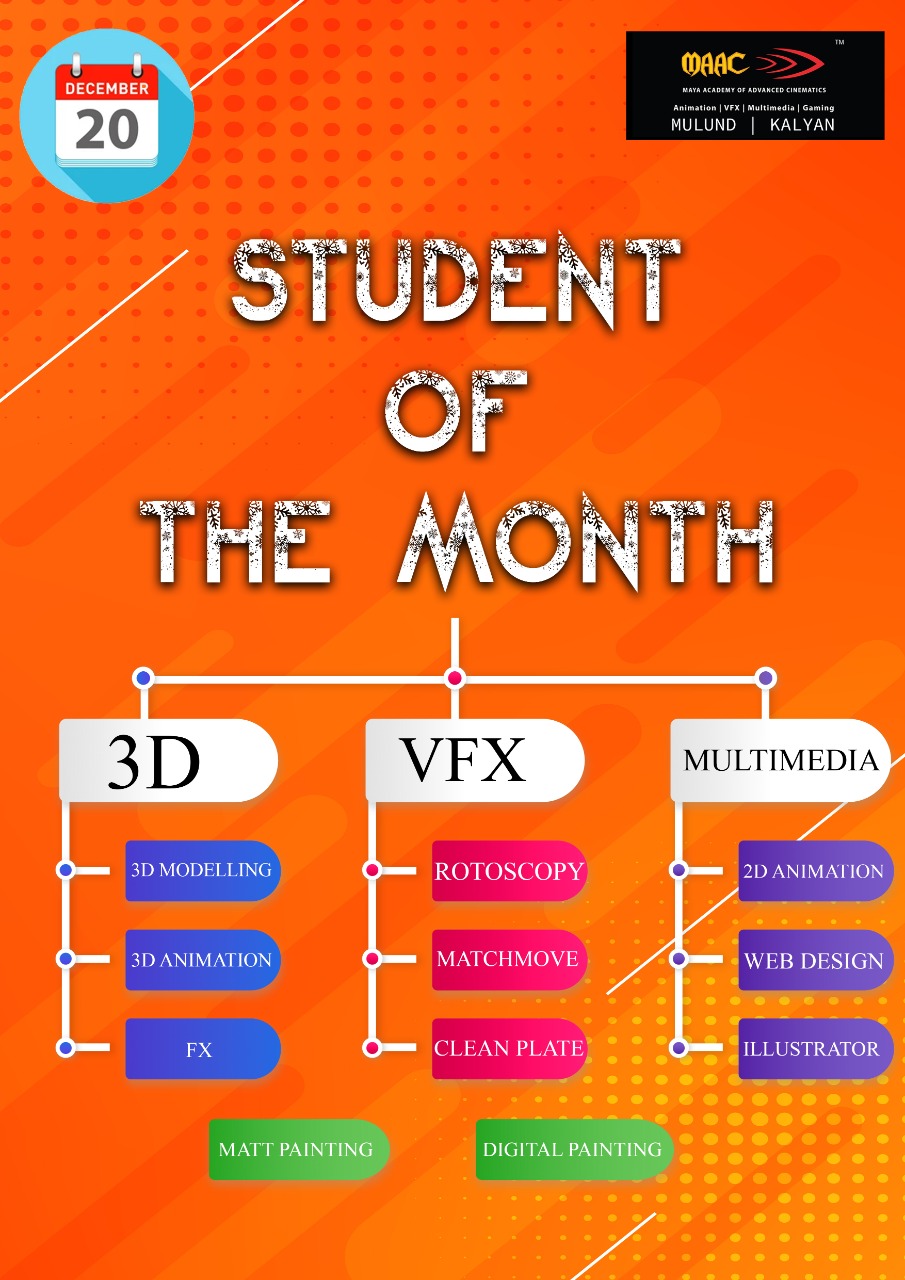 DECEMBER
20
MAAC
TM
MAYA ACADEMY OF ADVANCED CINEMATICS
Animation | VFX | Multimedia | Gaming
MULUND | KALYAN
STUDENT
OF
THE MONTH
3D
3D MODELLING
3D ANIMATION
FX
VFX
ROTOSCOPY
MATCHMOVE
CLEAN PLATE
MULTIMEDIA
2D ANIMATION
WEB DESIGN
ILLUSTRATOR
MATT PAINTING
DIGITAL PAINTING